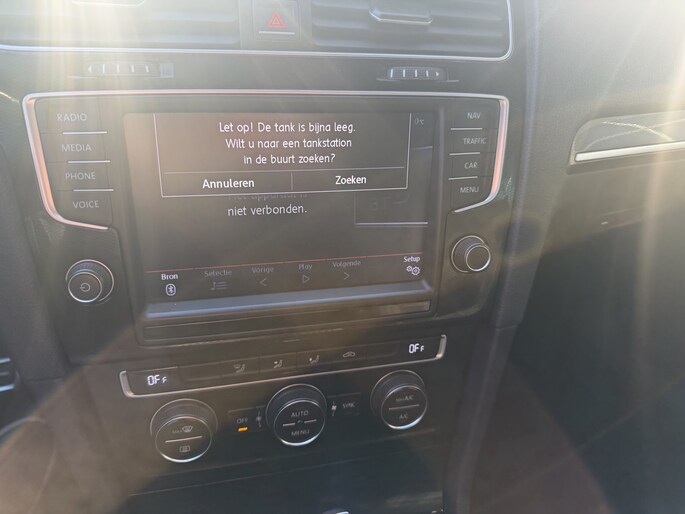 RADIO
MEDIA
PHONE
VOICE
Let op! De tank is bijna leeg.
Wilt u naar een tankstation
in de buurt zoeken?
Annuleren Zoeken
niet verbonden.
Bron Selectie Vorige Play Volgende Setup
NAV
TRAFFIC
CAR
MENU
OFF OFF
OFF AUTO SYNC
MENU
A/C